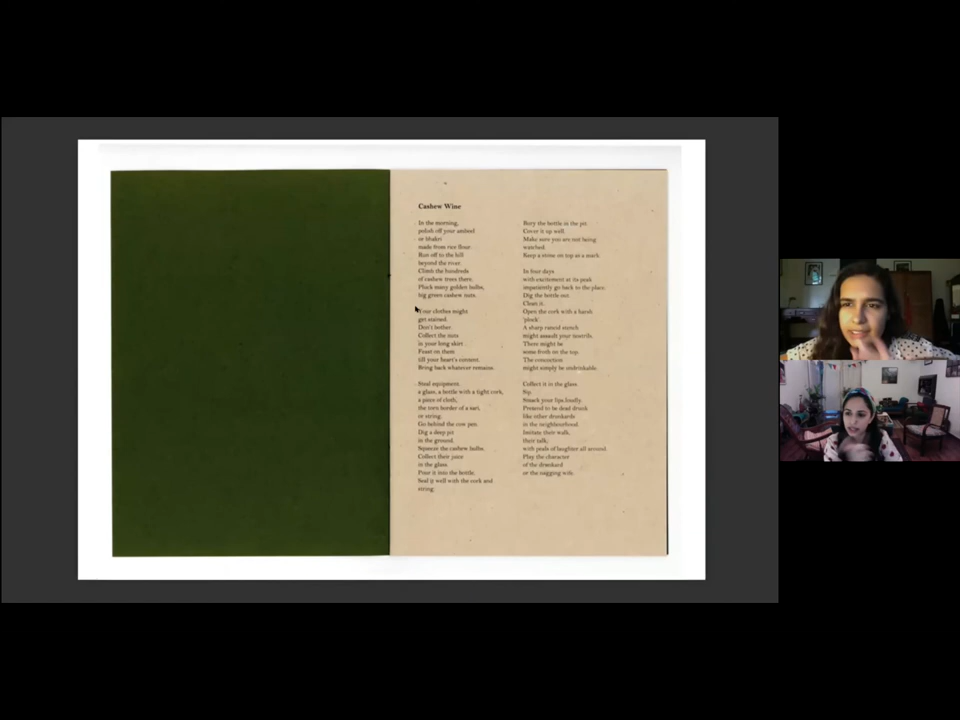 Cashew Wine
In the morning,
polish off your ambeel
or bhakri
made from rice flour.
Run off to the hill
beyond the river.
Climb the hundreds
of cashew trees there.
Pluck many golden bulbs,
big green cashew nuts.
Your clothes might
get stained.
Don't bother.
Collect the nuts
in your long skirt.
Feast on them
till your heart's content.
Bring back whatever remains.
Steal equipment.
a glass, a bottle with a tight cork,
a piece of cloth,
the torn border of a sari,
or string.
Go behind the cow pen.
Dig a deep pit
in the ground.
Squeeze the cashew bulbs.
Collect their juice
in the glass.
Pour it into the bottle.
Seal it well with the cork and
string.
Bury the bottle in the pit.
Cover it up well.
Make sure you are not being
watched.
Keep a stone on top as a mark.
In four days
with excitement at its peak
impatiently go back to the place.
Dig the bottle out.
Clean it.
Open the cork with a harsh
'plock'.
A sharp rancid stench
might assault your nostrils.
There might be
some froth on the top.
The concoction
might simply be undrinkable.
Collect it in the glass.
Sip.
Smack your lips loudly.
Pretend to be dead drunk
like other drunkards
in the neighbourhood.
Imitate their walk,
their talk,
with peals of laughter all around.
Play the character
of the drunkard
or the nagging wife.